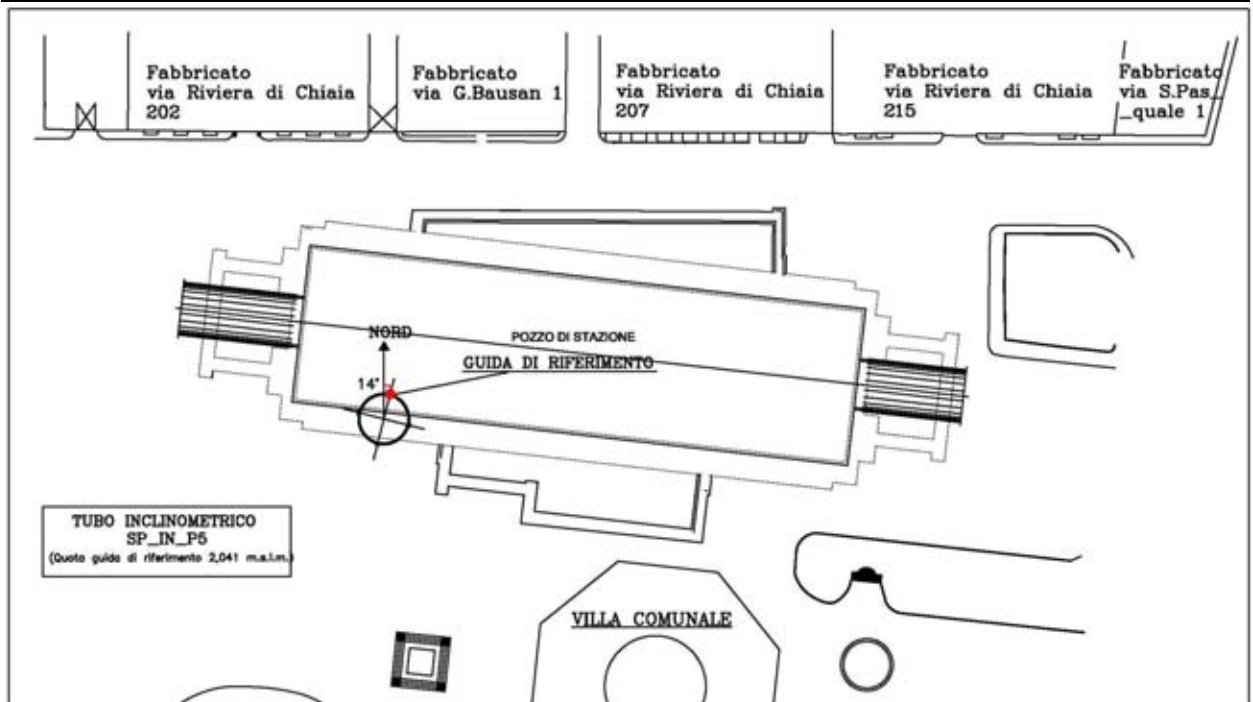 Fabbricato
via Riviera di Chiaia
202
Fabbricato
via G.Bausan 1
Fabbricato
via Riviera di Chiaia
207
Fabbricato
via Riviera di Chiaia
215
Fabbricato
via S.Pas_
_quale 1
NORD
POZZO DI STAZIONE
GUIDA DI RIFERIMENTO
14°
TUBO INCLINOMETRICO
SP_IN_P5
(Quota guida di riferimento 2,041 m.s.l.m.)
VILLA COMUNALE